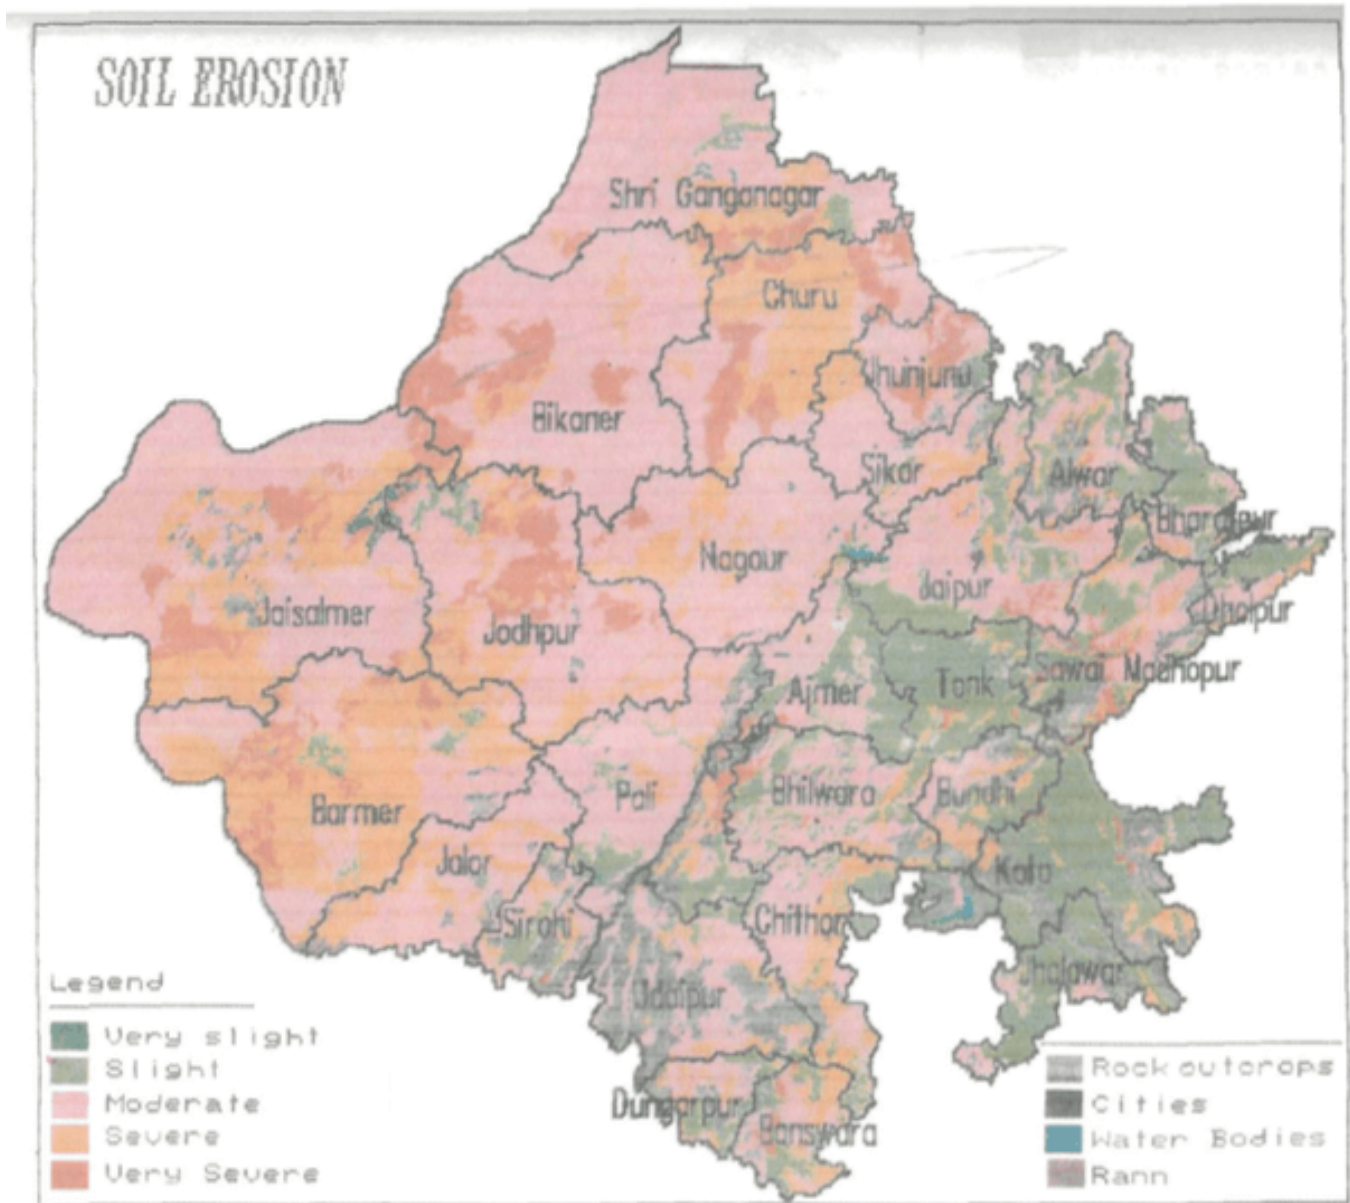 SOIL EROSION
Shri Ganganagar
Churu
Jhunjunu
Bikaner
Sikar
Alwar
Bharatpur
Nagaur
Jaipur
Jaisalmer
Jodhpur
Dholpur
Sawai Madhopur
Ajmer
Tonk
Pali
Bhilwara
Bundhi
Barmer
Jalor
Kota
Sirohi
Chithor
Jhalawar
Udaipur
Dungarpur
Banswara
Legend
Very slight
Slight
Moderate
Severe
Very Severe
Rock outcrops
Cities
Water Bodies
Rann